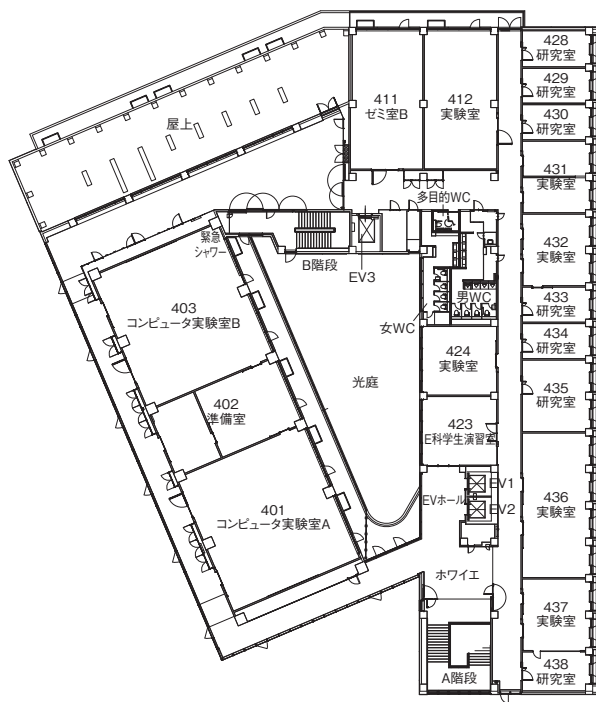 428
研究室
429
研究室
430
研究室
411
ゼミ室B
412
実験室
屋上
431
実験室
多目的WC
432
実験室
緊急
シャワー
B階段
EV3
403
コンピュータ実験室B
男WC
433
研究室
女WC
434
研究室
424
実験室
光庭
402
準備室
435
研究室
423
E科学生演習室
EV1
EVホール
EV2
436
実験室
401
コンピュータ実験室A
ホワイエ
437
実験室
A階段
438
研究室